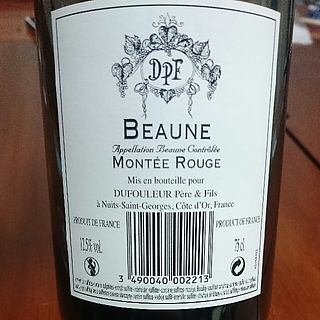 DPF
BEAUNE
Appellation Beaune Contrôlée
MONTÉE ROUGE
Mis en bouteille pour
DUFOULEUR Père & Fils
à Nuits-Saint-Georges, Côte d'Or, France
PRODUIT DE FRANCE
PRODUCT OF FRANCE
12,5% vol.
75 cl
3 490040 002213